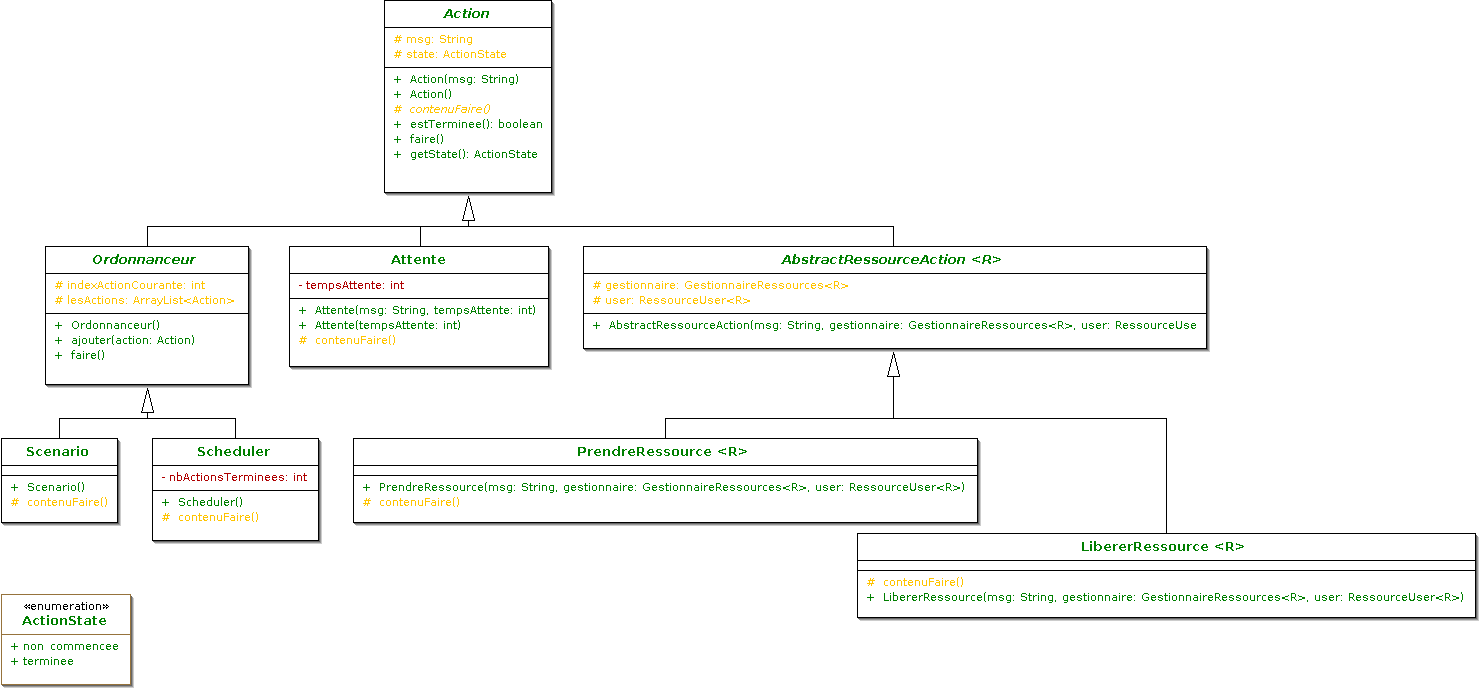 Action
# msg: String
# state: ActionState
+ Action(msg: String)
+ Action()
# contenuFaire()
+ estTerminee(): boolean
+ faire()
+ getState(): ActionState
Ordonnanceur
# indexActionCourante: int
# lesActions: ArrayList<Action>
+ Ordonnanceur()
+ ajouter(action: Action)
+ faire()
Attente
- tempsAttente: int
+ Attente(msg: String, tempsAttente: int)
+ Attente(tempsAttente: int)
# contenuFaire()
AbstractRessourceAction <R>
# gestionnaire: GestionnaireRessources<R>
# user: RessourceUser<R>
+ AbstractRessourceAction(msg: String, gestionnaire: GestionnaireRessources<R>, user: RessourceUse
Scenario
+ Scenario()
# contenuFaire()
Scheduler
- nbActionsTerminees: int
+ Scheduler()
# contenuFaire()
PrendreRessource <R>
+ PrendreRessource(msg: String, gestionnaire: GestionnaireRessources<R>, user: RessourceUser<R>)
# contenuFaire()
LibererRessource <R>
# contenuFaire()
+ LibererRessource(msg: String, gestionnaire: GestionnaireRessources<R>, user: RessourceUser<R>)
«enumeration»
ActionState
+ non commencee
+ terminee